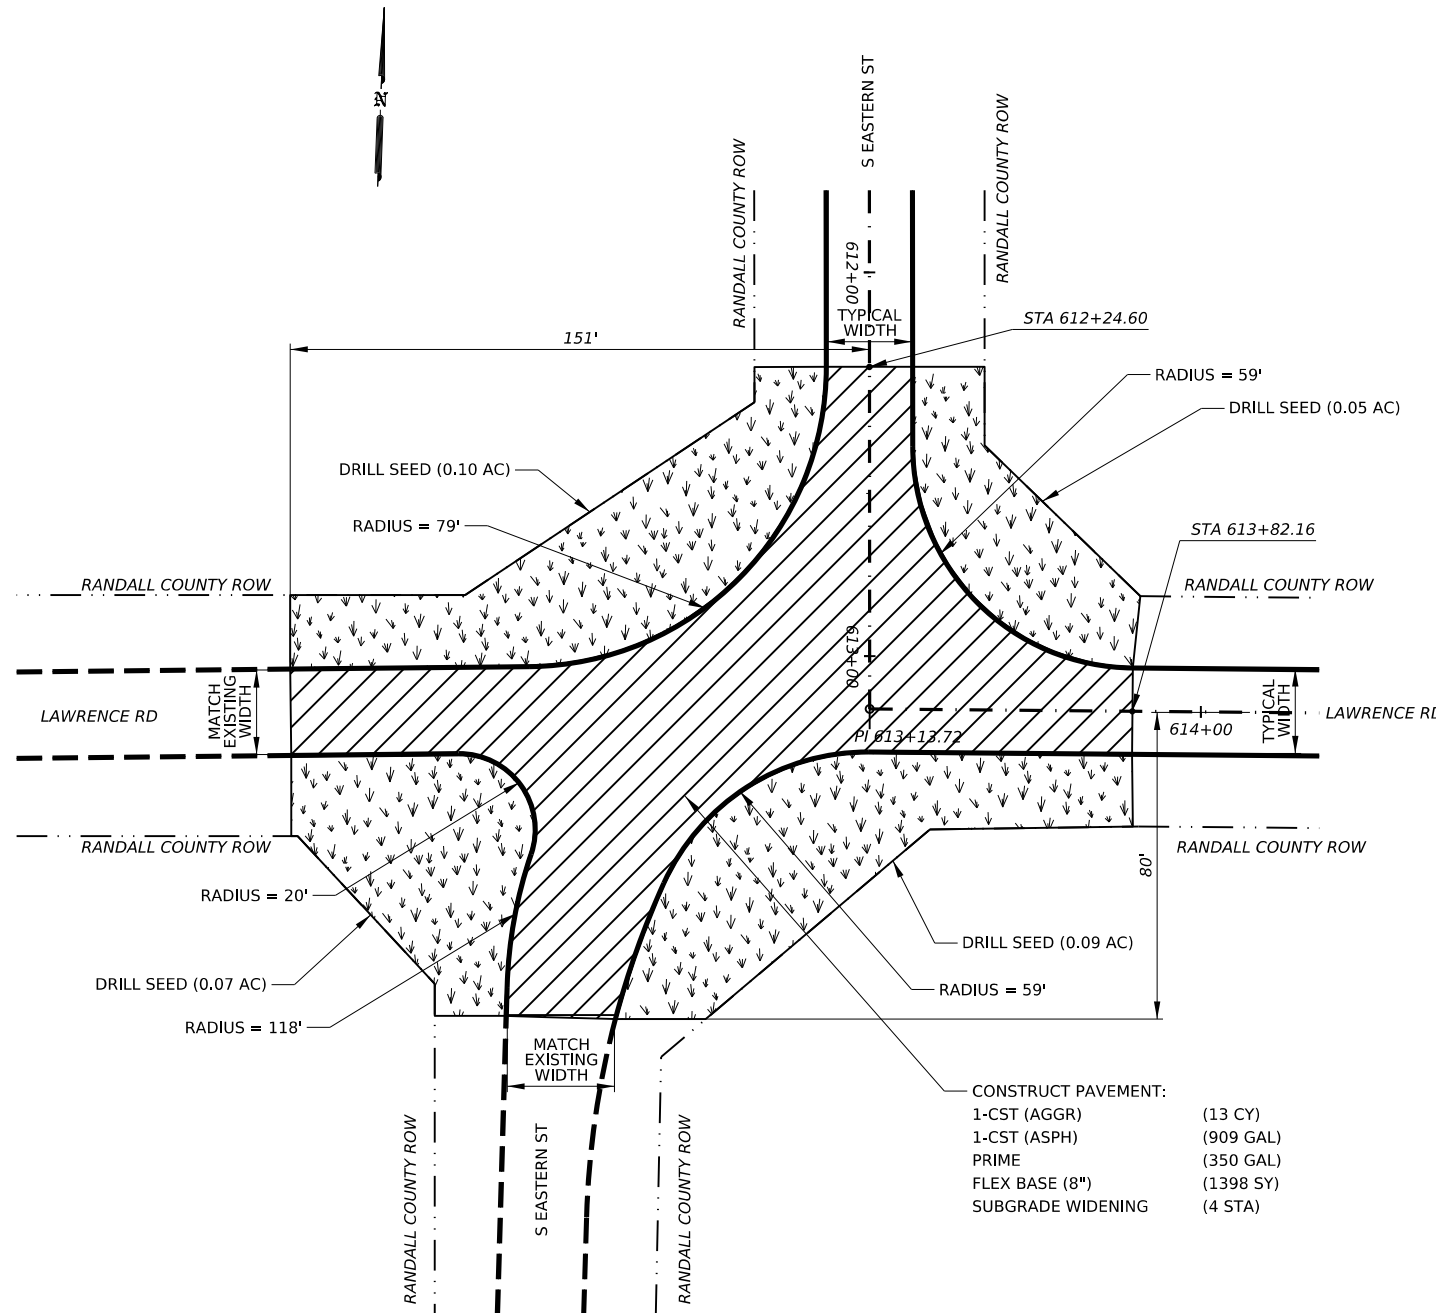 N
S EASTERN ST
RANDALL COUNTY ROW
RANDALL COUNTY ROW
612+00
TYPICAL
WIDTH
STA 612+24.60
151'
RADIUS = 59'
DRILL SEED (0.05 AC)
DRILL SEED (0.10 AC)
RADIUS = 79'
STA 613+82.16
RANDALL COUNTY ROW
RANDALL COUNTY ROW
613+00
LAWRENCE RD
MATCH
EXISTING
WIDTH
PI 613+13.72
614+00
TYPICAL
WIDTH
LAWRENCE RD
RANDALL COUNTY ROW
RANDALL COUNTY ROW
80'
RADIUS = 20'
DRILL SEED (0.09 AC)
DRILL SEED (0.07 AC)
RADIUS = 59'
RADIUS = 118'
MATCH
EXISTING
WIDTH
CONSTRUCT PAVEMENT:
1-CST (AGGR) (13 CY)
1-CST (ASPH) (909 GAL)
PRIME (350 GAL)
FLEX BASE (8") (1398 SY)
SUBGRADE WIDENING (4 STA)
RANDALL COUNTY ROW
S EASTERN ST
RANDALL COUNTY ROW